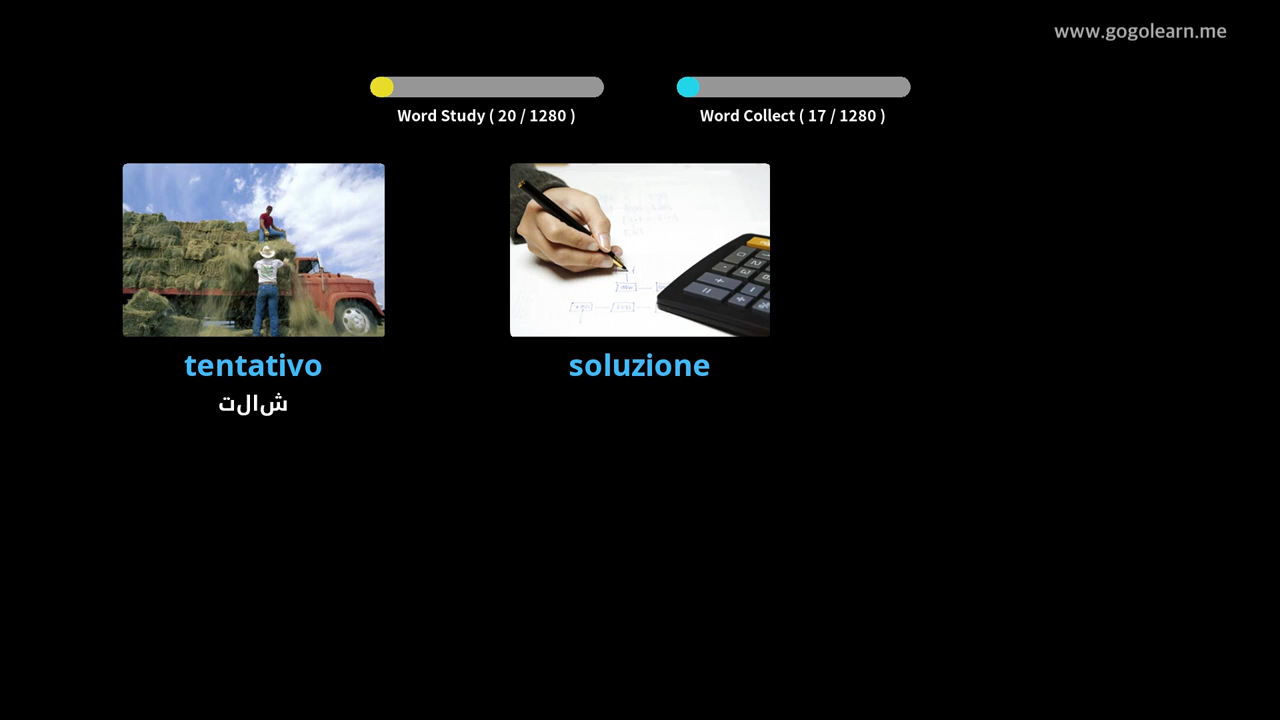 www.gogolearn.me
Word Study ( 20 / 1280 )
Word Collect ( 17 / 1280 )
tentativo
soluzione
شالت